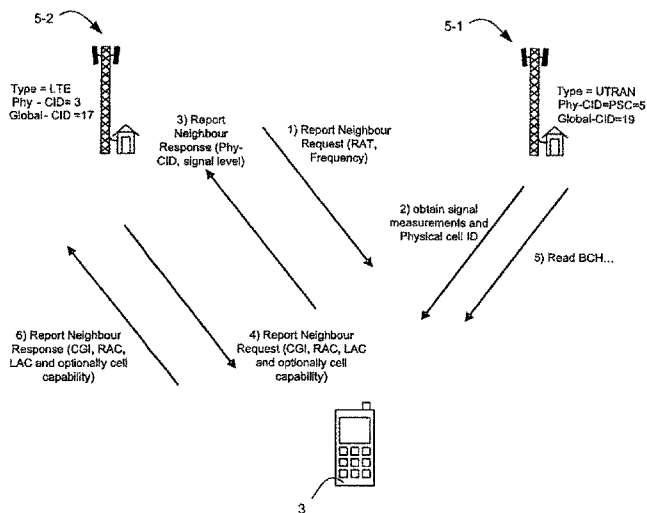 5-2
5-1
Type = LTE
Phy - CID= 3
Global- CID =17
3) Report
Neighbour
Response (Phy-
CID, signal level)
1) Report Neighbour
Request (RAT,
Frequency)
Type = UTRAN
Phy-CID=PSC=5
Global-CID=19
2) obtain signal
measurements and
Physical cell ID
5) Read BCH...
6) Report Neighbour
Response (CGI, RAC,
LAC and optionally cell
capability)
4) Report Neighbour
Request (CGI, RAC, LAC
and optionally cell
capability)
3